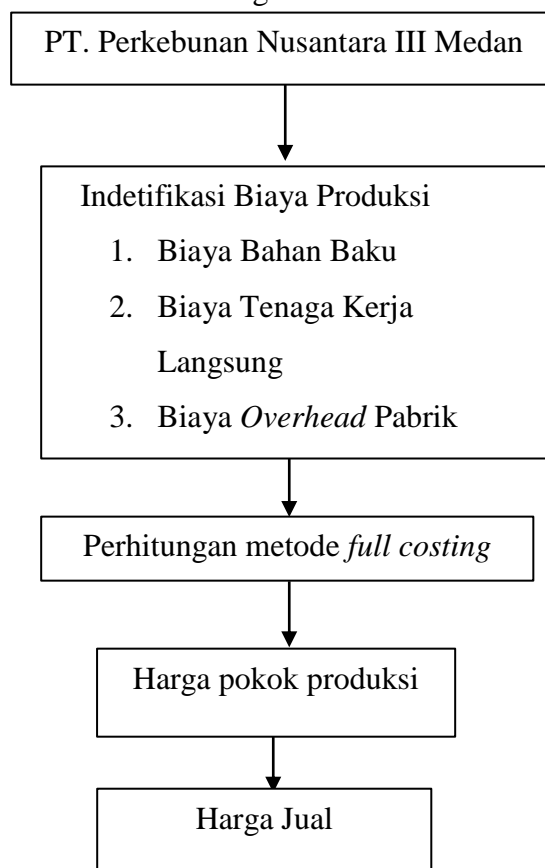 PT. Perkebunan Nusantara III Medan
Indetifikasi Biaya Produksi
1. Biaya Bahan Baku
2. Biaya Tenaga Kerja
Langsung
3. Biaya Overhead Pabrik
Perhitungan metode full costing
Harga pokok produksi
Harga Jual